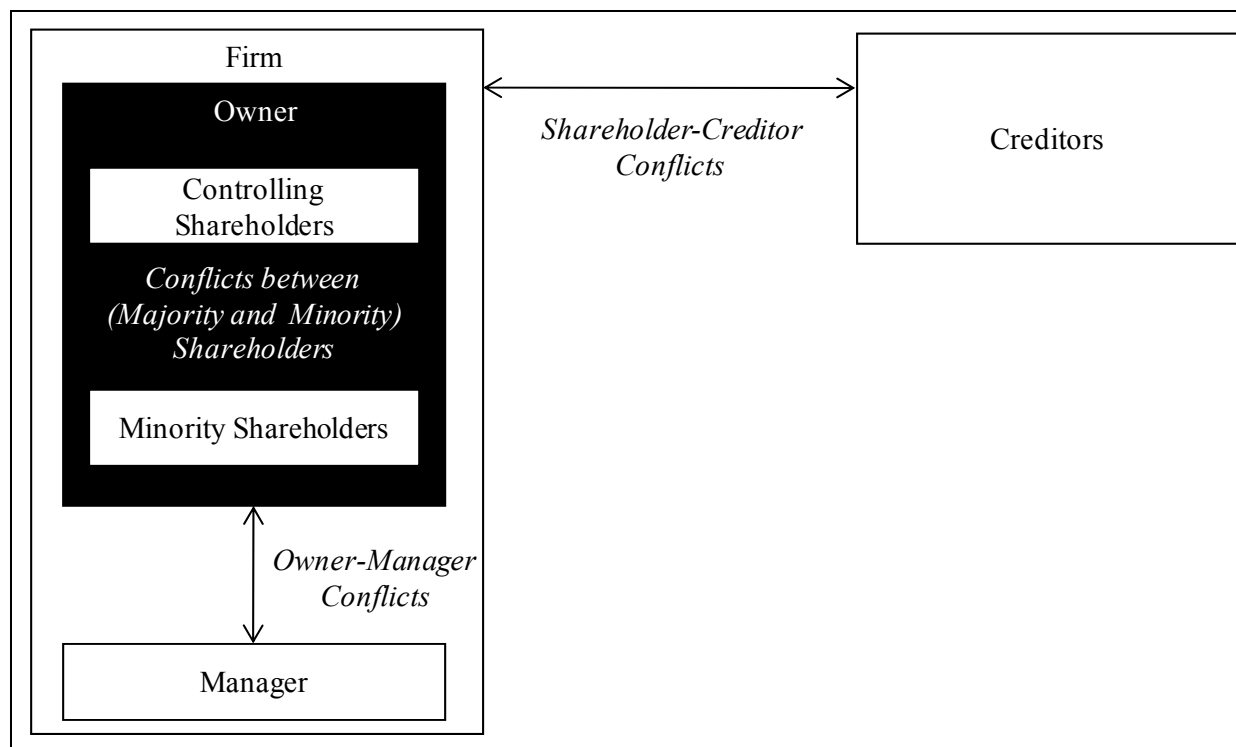 Firm
Owner
Controlling
Shareholders
Conflicts between
(Majority and Minority)
Shareholders
Minority Shareholders
Owner-Manager
Conflicts
Manager
Shareholder-Creditor
Conflicts
Creditors